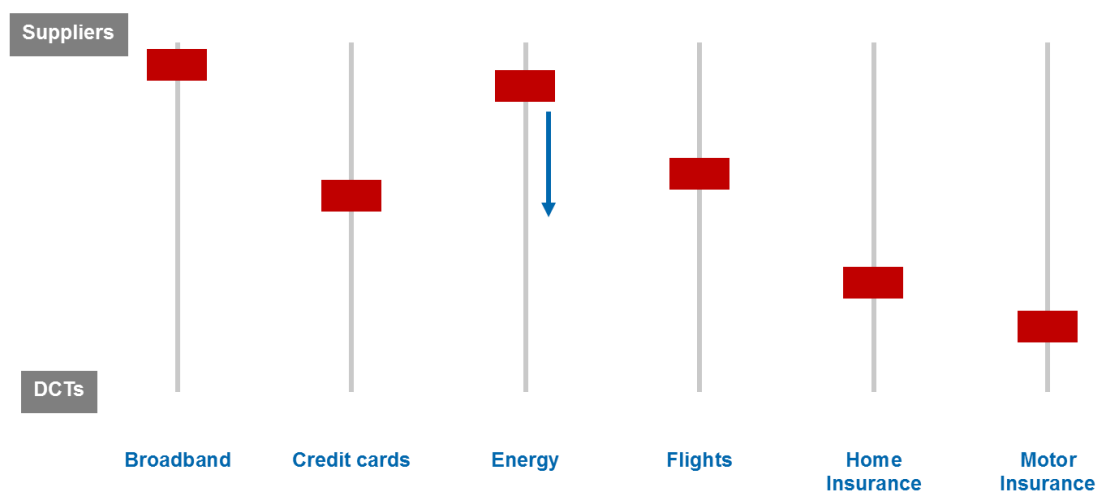 Suppliers
DCTs
Broadband
Credit cards
Energy
Flights
Home
Insurance
Motor
Insurance